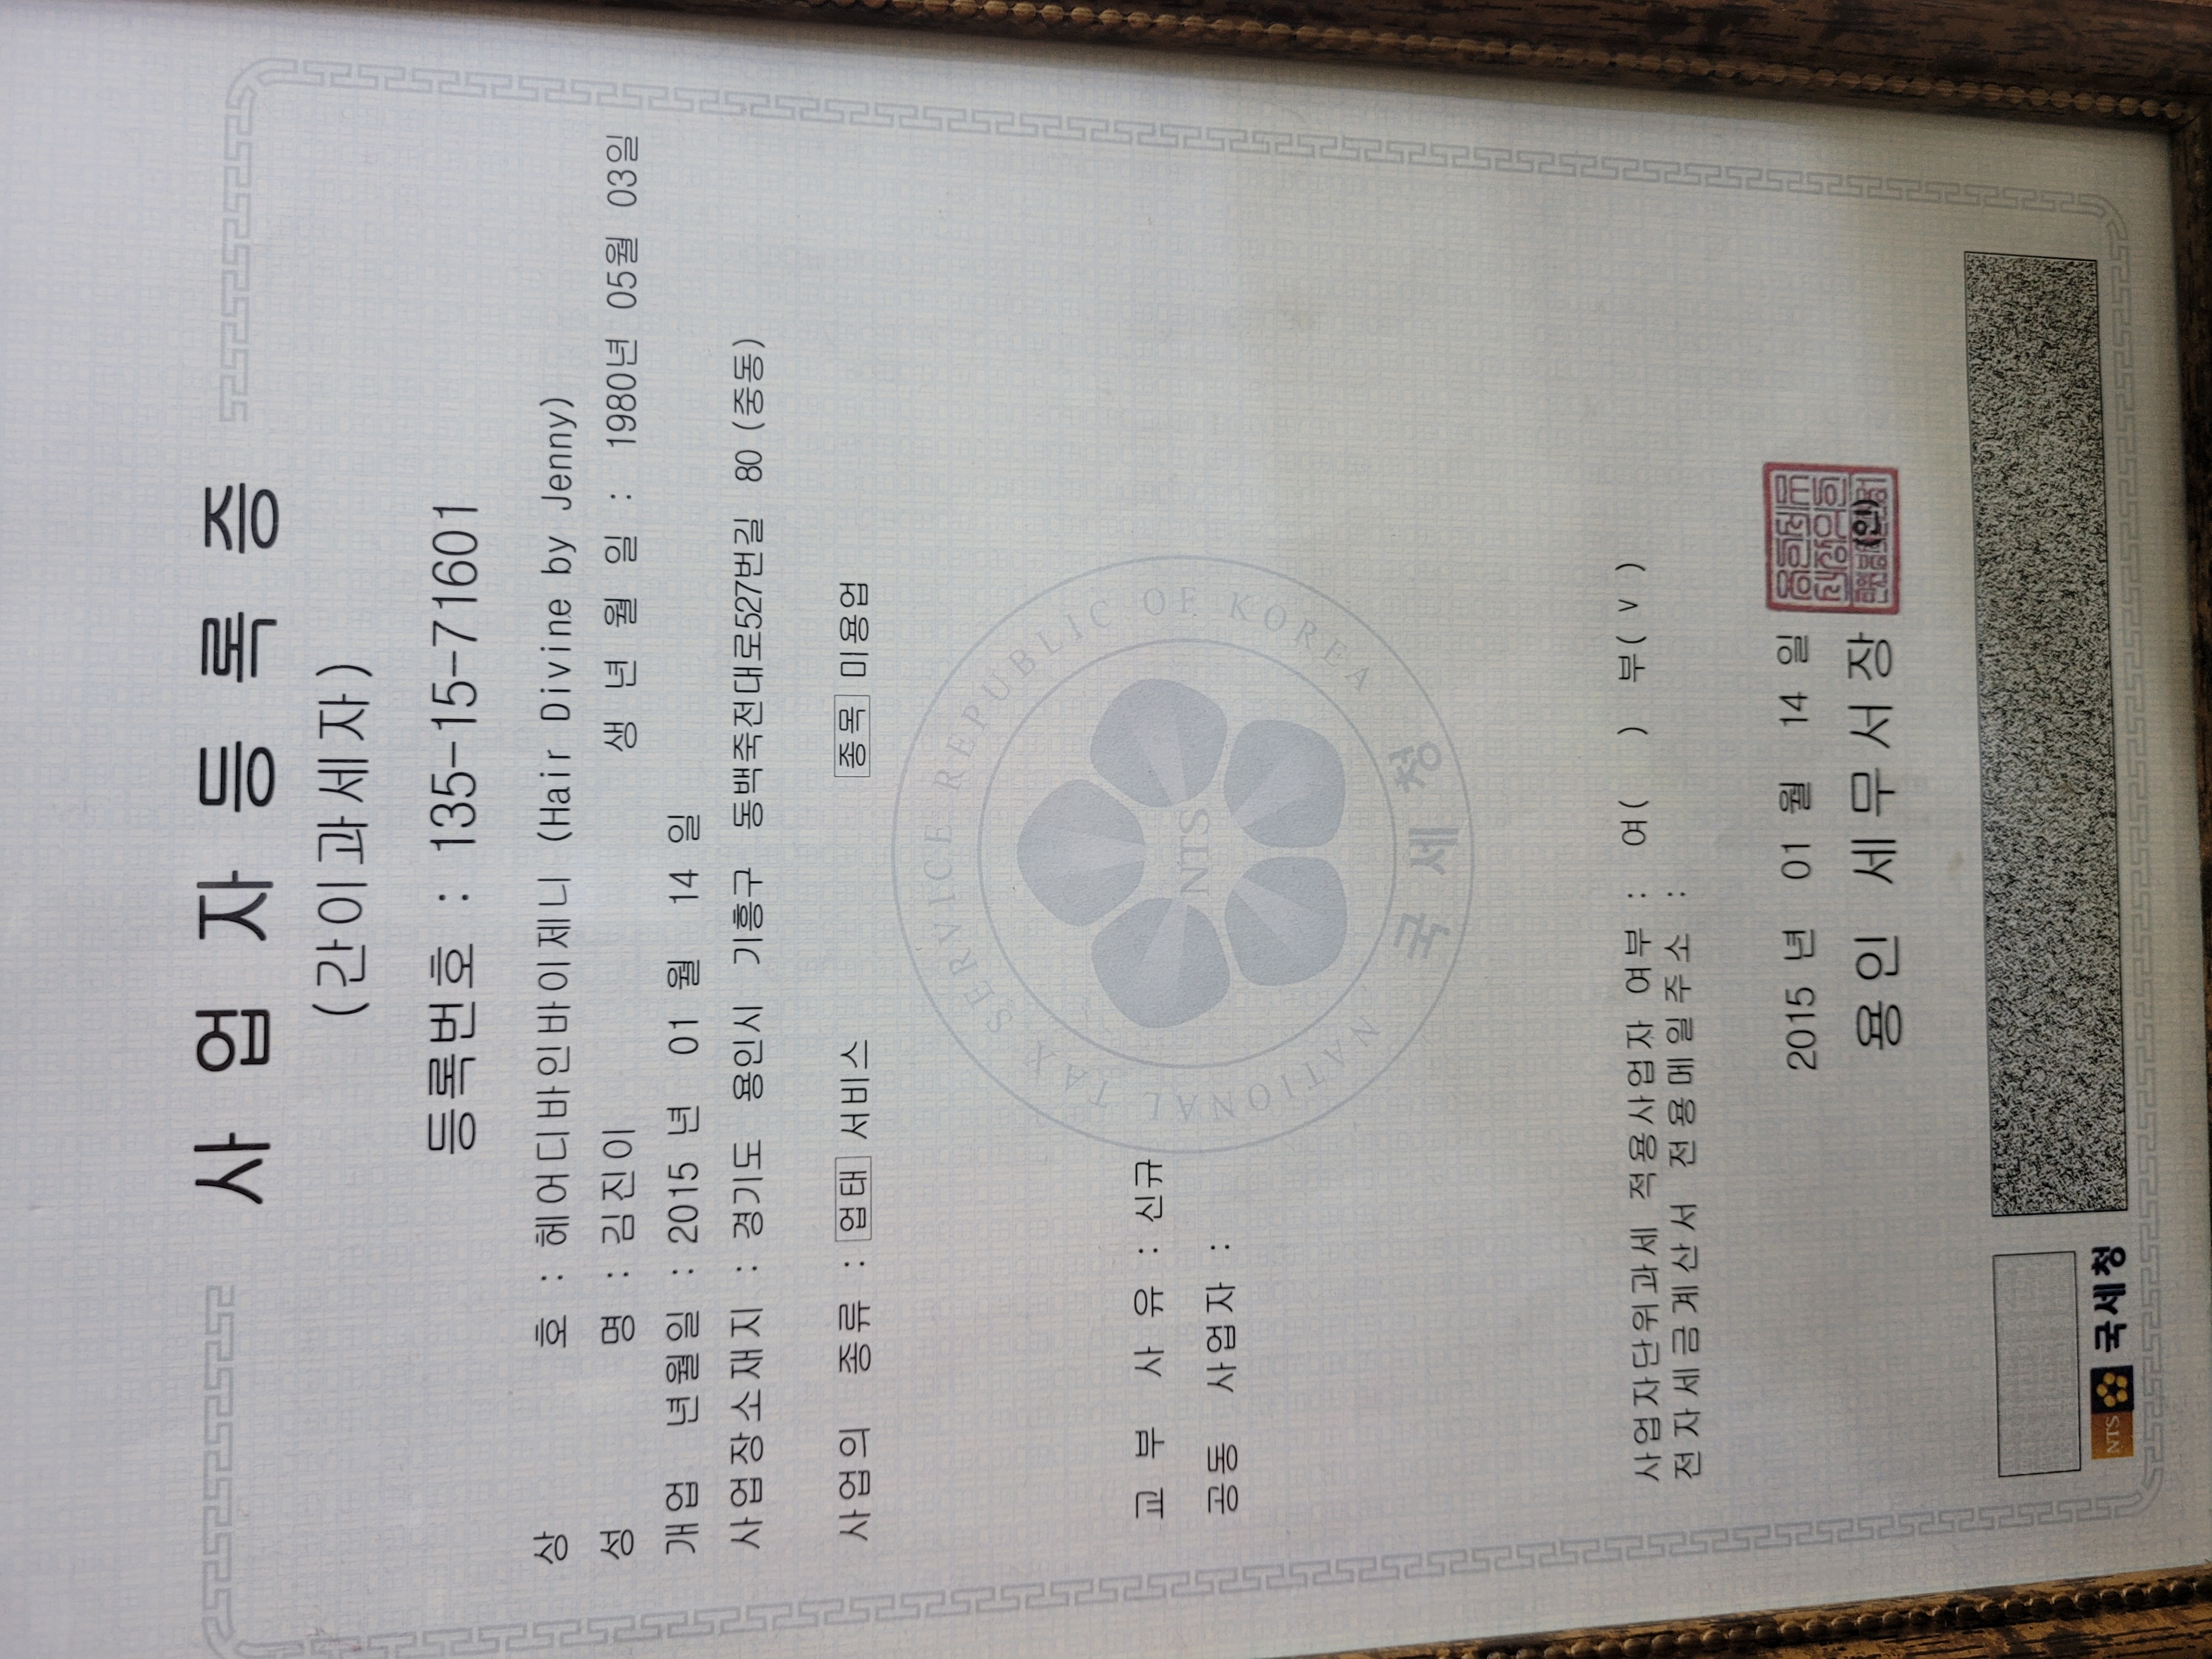 사업자등록증
(간이과세자)
등록번호 : 135-15-71601
상 호 : 헤어디바인바이제니 (Hair Divine by Jenny)
성 명 : 김진이 생 년 월 일 : 1980년 05월 03일
개업 년월일 : 2015 년 01 월 14 일
사업장소재지 : 경기도 용인시 기흥구 동백죽전대로527번길 80 (중동)
사업의 종류 : 업태 서비스 종목 미용업
NATIONAL TAX SERVICE REPUBLIC OF KOREA
NTS
국세청
교 부 사 유 : 신규
공동 사업자 :
사업자단위과세 적용사업자 여부 : 여( ) 부( v )
전자세금계산서 전용메일주소 :
2015 년 01 월 14 일
용인 세무서장 (인)
NTS 국세청